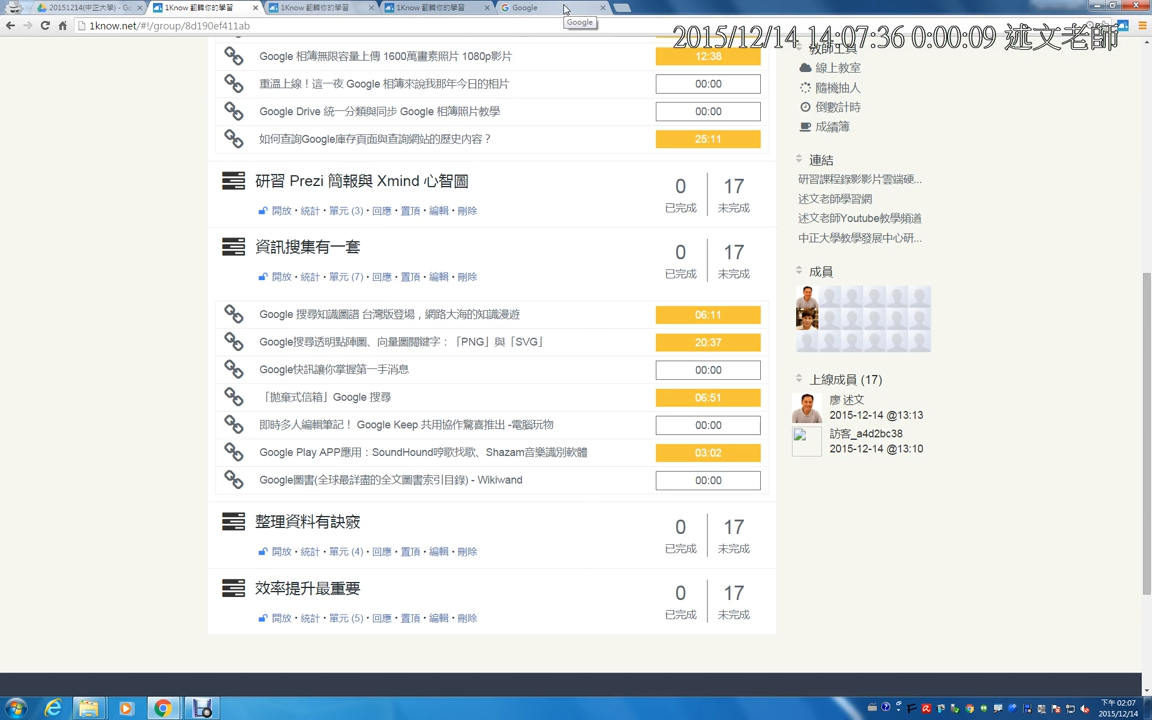 20151214(中正大學) - Go
1Know 翻轉你的學習
1Know 翻轉你的學習
1Know 翻轉你的學習
Google
Google
1know.net/#!/group/8d190ef411ab
2015/12/14 14:07:36 0:00:09 述文老師
Google 相簿無限容量上傳 1600萬畫素照片 1080p影片
12:38
重溫上線！這一夜 Google 相簿來說我那年今日的相片
00:00
Google Drive 統一分類與同步 Google 相簿照片教學
00:00
如何查詢Google庫存頁面與查詢網站的歷史內容？
25:11
研習 Prezi 簡報與 Xmind 心智圖
0 17
已完成 未完成
開放・統計・單元 (3)・回應・置頂・編輯・刪除
資訊搜集有一套
0 17
已完成 未完成
開放・統計・單元 (7)・回應・置頂・編輯・刪除
Google 搜尋知識圖譜 台灣版登場，網路大海的知識漫遊
06:11
Google搜尋透明點陣圖、向量圖關鍵字：「PNG」與「SVG」
20:37
Google快訊讓你掌握第一手消息
00:00
「拋棄式信箱」Google 搜尋
06:51
即時多人編輯筆記！ Google Keep 共用協作驚喜推出 -電腦玩物
00:00
Google Play APP應用：SoundHound哼歌找歌、Shazam音樂識別軟體
03:02
Google圖書(全球最詳盡的全文圖書索引目錄) - Wikiwand
00:00
整理資料有訣竅
0 17
已完成 未完成
開放・統計・單元 (4)・回應・置頂・編輯・刪除
效率提升最重要
0 17
已完成 未完成
開放・統計・單元 (5)・回應・置頂・編輯・刪除
教師工具
線上教室
隨機抽人
倒數計時
成績簿
連結
研習課程錄影影片雲端硬...
述文老師學習網
述文老師Youtube教學頻道
中正大學教學發展中心研...
成員
上線成員 (17)
廖 述文
2015-12-14 @13:13
訪客_a4d2bc38
2015-12-14 @13:10
下午 02:07
2015/12/14